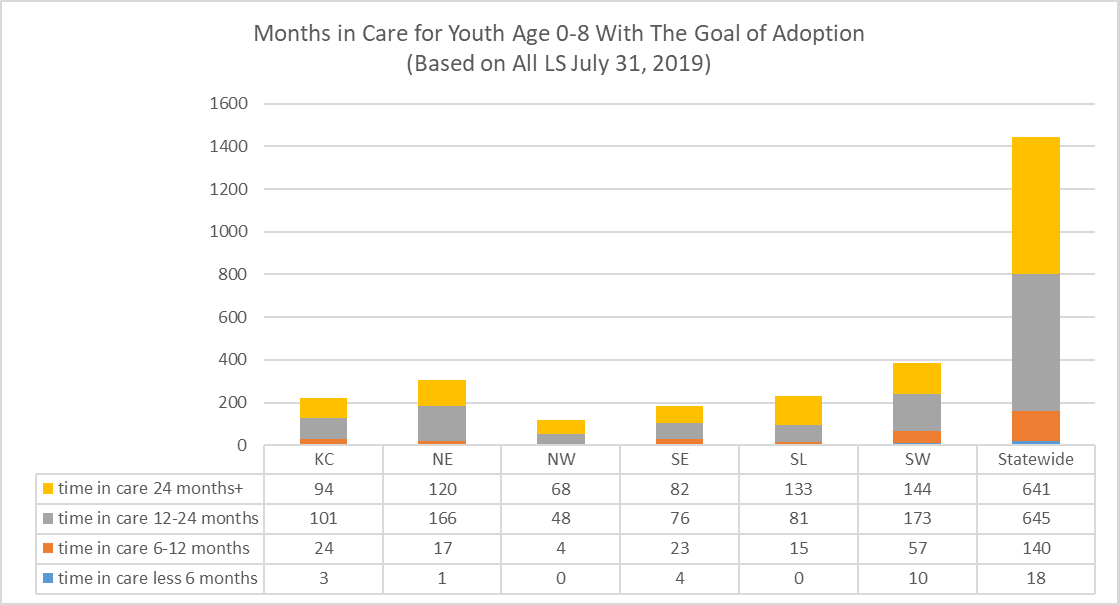 Months in Care for Youth Age 0-8 With The Goal of Adoption
(Based on All LS July 31, 2019)
1600
1400
1200
1000
800
600
400
200
0
KC NE NW SE SL SW Statewide
time in care 24 months+ 94 120 68 82 133 144 641
time in care 12-24 months 101 166 48 76 81 173 645
time in care 6-12 months 24 17 4 23 15 57 140
time in care less 6 months 3 1 0 4 0 10 18